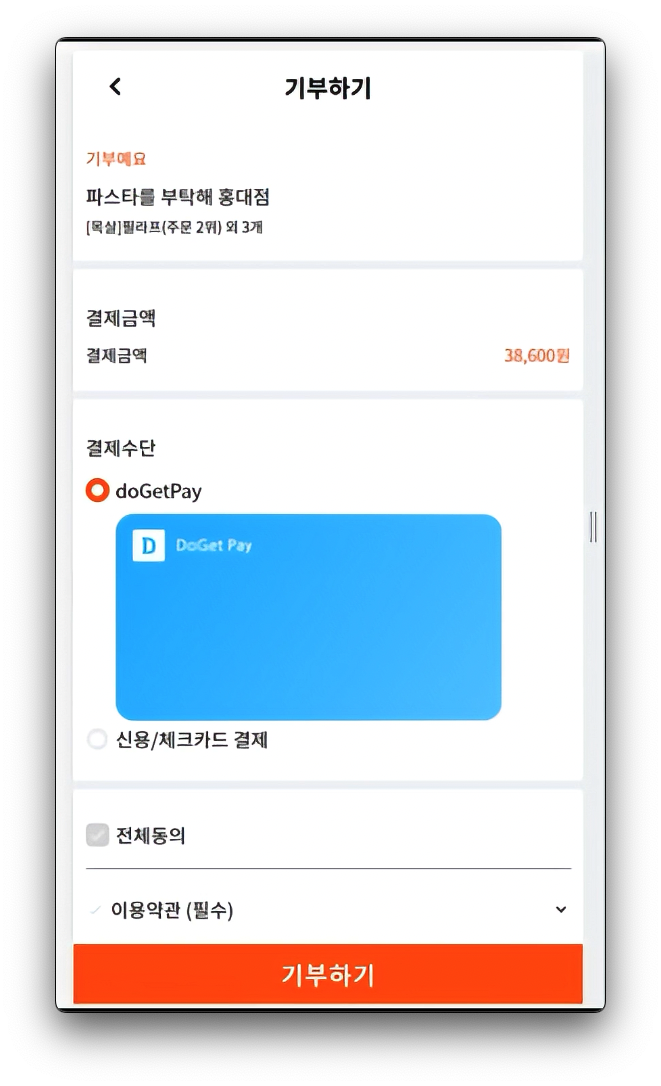 기부하기
기부예요
파스타를 부탁해 홍대점
[목살]필라프(주문 2위) 외 3개
결제금액
결제금액 38,600원
결제수단
doGetPay
D DoGet Pay
신용/체크카드 결제
전체동의
이용약관 (필수)
기부하기